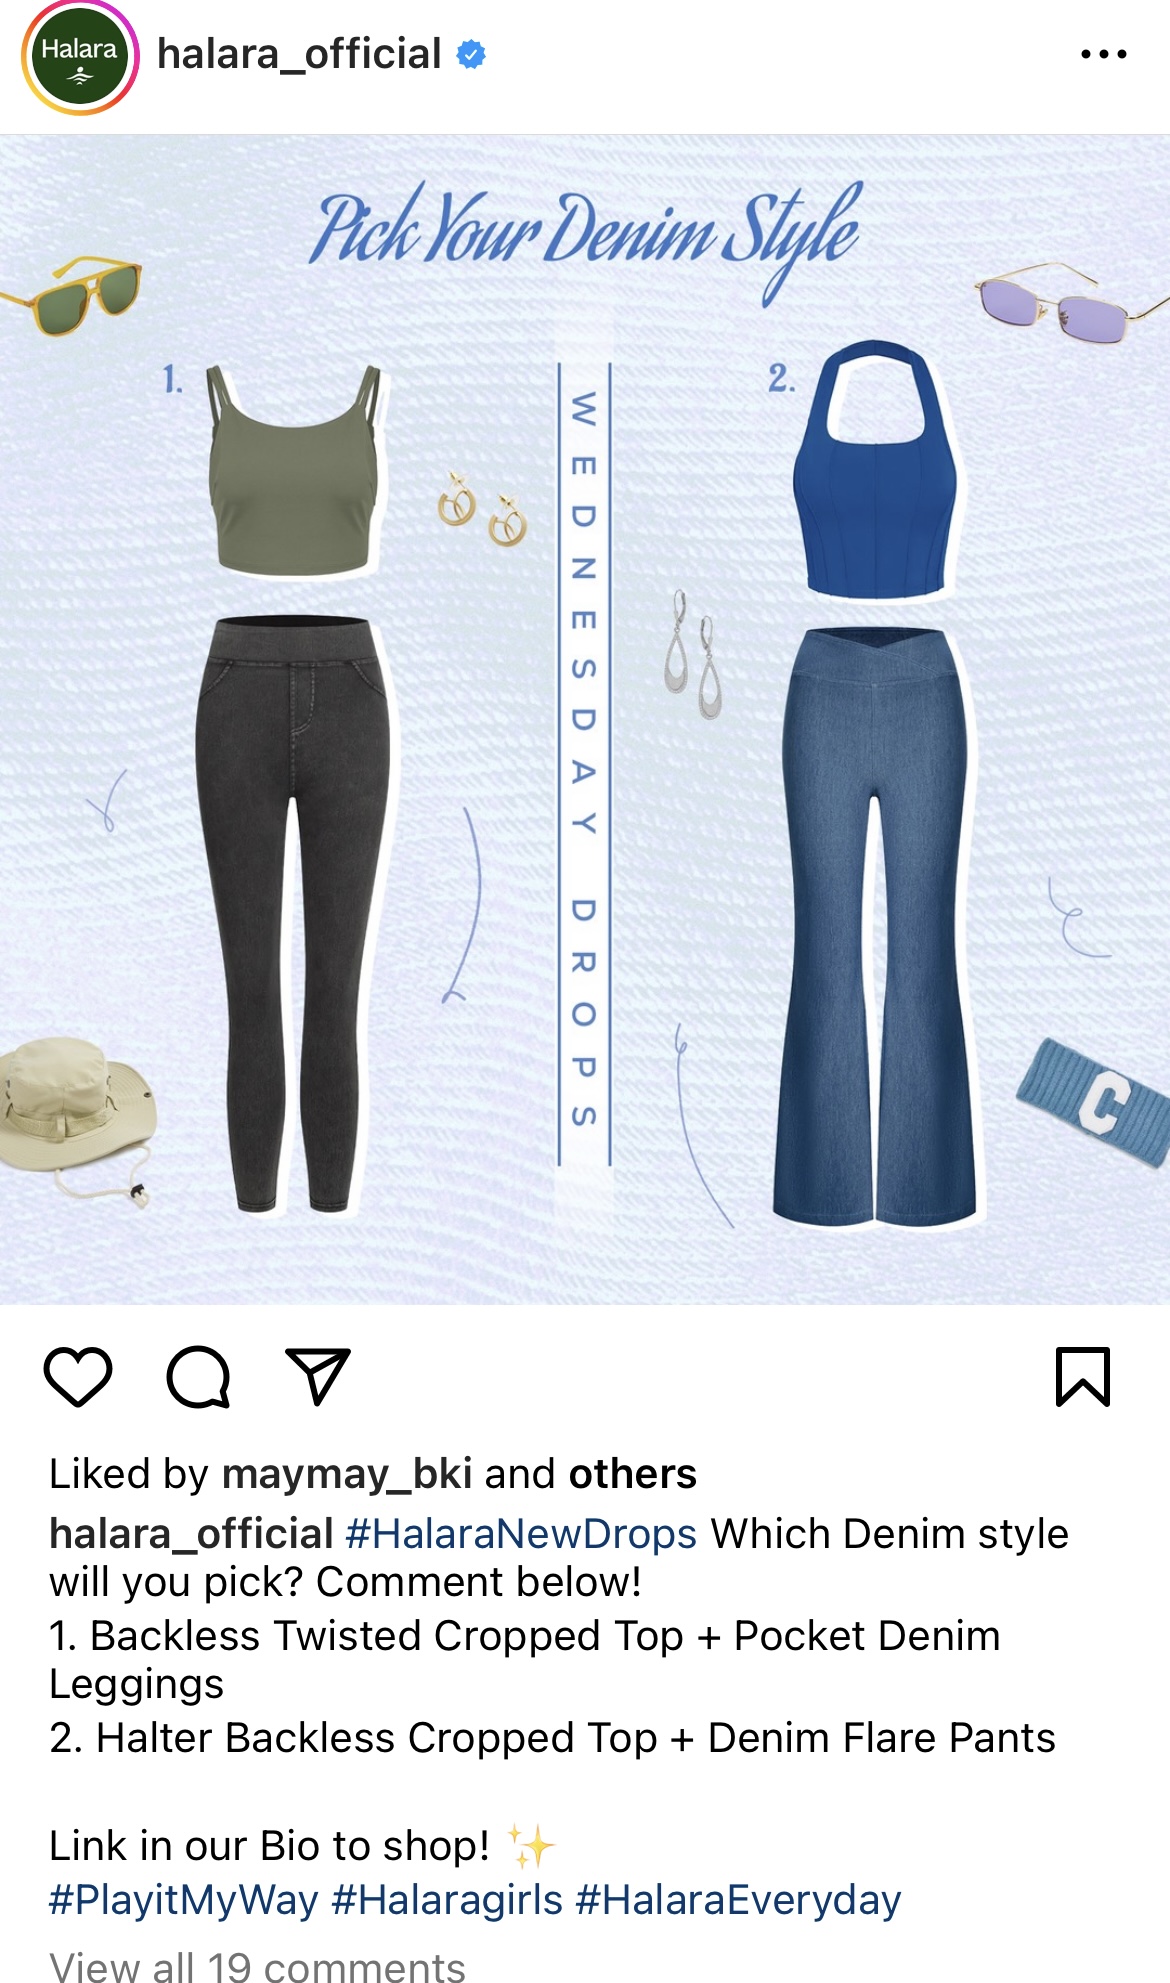 Halara
halara_official
Pick Your Denim Style
1.
2.
WEDNESDAY DROPS
C
Liked by maymay_bki and others
halara_official #HalaraNewDrops Which Denim style
will you pick? Comment below!
1. Backless Twisted Cropped Top + Pocket Denim
Leggings
2. Halter Backless Cropped Top + Denim Flare Pants
Link in our Bio to shop! ✨
#PlayitMyWay #Halaragirls #HalaraEveryday
View all 19 comments